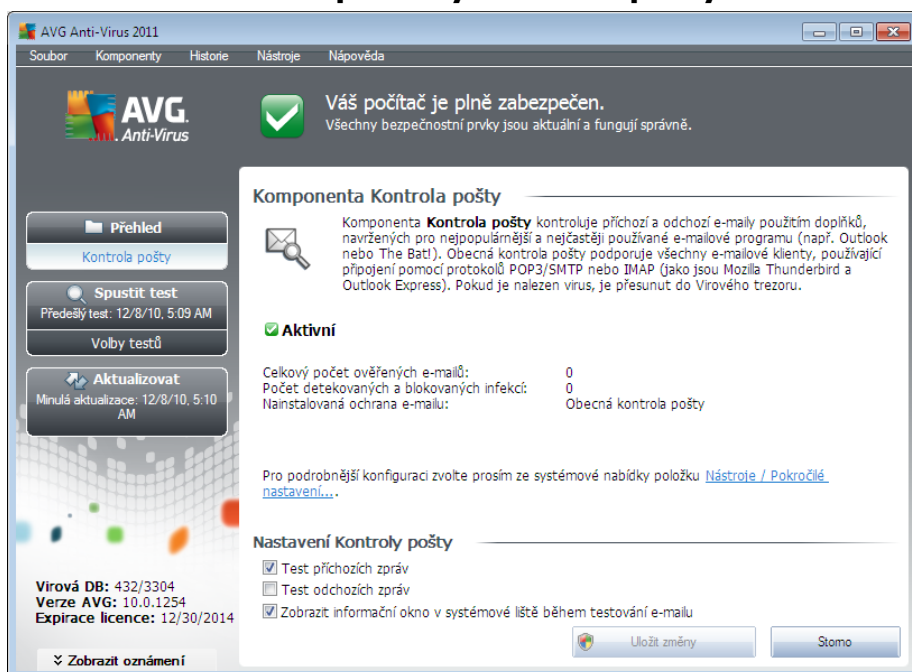 AVG Anti-Virus 2011
Soubor Komponenty Historie Nástroje Nápověda
AVG.
Anti-Virus
Váš počítač je plně zabezpečen.
Všechny bezpečnostní prvky jsou aktuální a fungují správně.
Přehled
Kontrola pošty
Spustit test
Předešlý test: 12/8/10, 5:09 AM
Volby testů
Aktualizovat
Minulá aktualizace: 12/8/10, 5:10
AM
Virová DB: 432/3304
Verze AVG: 10.0.1254
Expirace licence: 12/30/2014
Zobrazit oznámení
Komponenta Kontrola pošty
Komponenta Kontrola pošty kontroluje příchozí a odchozí e-maily použitím doplňků,
navržených pro nejpopulárnější a nejčastěji používané e-mailové programu (např. Outlook
nebo The Bat!). Obecná kontrola pošty podporuje všechny e-mailové klienty, používající
připojení pomocí protokolů POP3/SMTP nebo IMAP (jako jsou Mozilla Thunderbird a
Outlook Express). Pokud je nalezen virus, je přesunut do Virového trezoru.
Aktivní
Celkový počet ověřených e-mailů: 0
Počet detekovaných a blokovaných infekcí: 0
Nainstalovaná ochrana e-mailu: Obecná kontrola pošty
Pro podrobnější konfiguraci zvolte prosím ze systémové nabídky položku Nástroje / Pokročilé
nastavení....
Nastavení Kontroly pošty
Test příchozích zpráv
Test odchozích zpráv
Zobrazit informační okno v systémové liště během testování e-mailu
Uložit změny
Storno